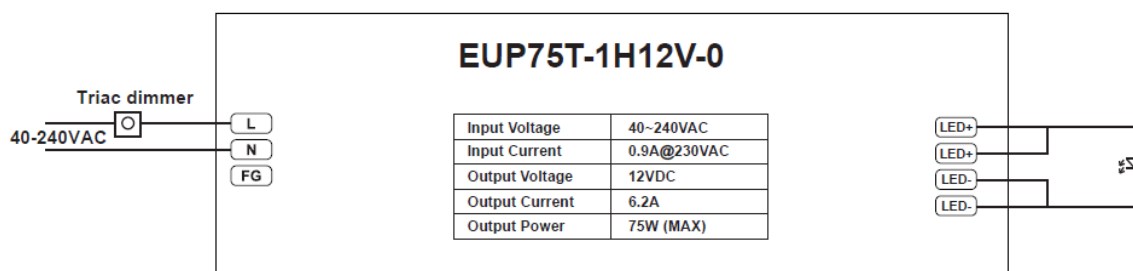 EUP75T-1H12V-0
Triac dimmer
40-240VAC
L
N
FG
Input Voltage 40~240VAC
Input Current 0.9A@230VAC
Output Voltage 12VDC
Output Current 6.2A
Output Power 75W (MAX)
LED+
LED+
LED-
LED-